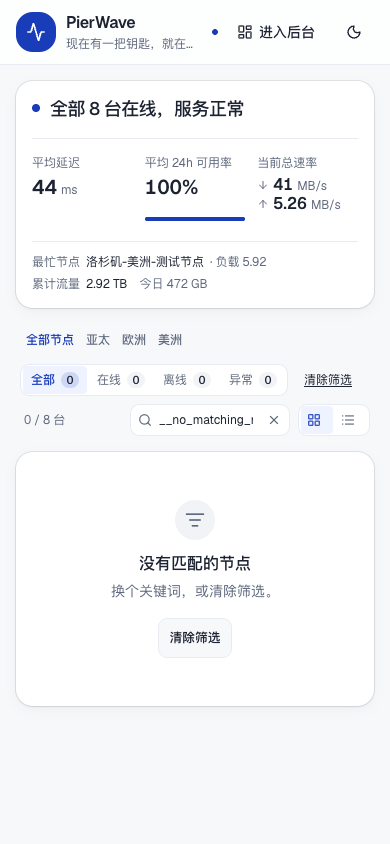 PierWave
现在有一把钥匙，就在…
进入后台
全部 8 台在线，服务正常
平均延迟
44 ms
平均 24h 可用率
100%
当前总速率
↓ 41 MB/s
↑ 5.26 MB/s
最忙节点 洛杉矶-美洲-测试节点 · 负载 5.92
累计流量 2.92 TB 今日 472 GB
全部节点 亚太 欧洲 美洲
全部 0 在线 0 离线 0 异常 0 清除筛选
0 / 8 台
__no_matching_
没有匹配的节点
换个关键词，或清除筛选。
清除筛选